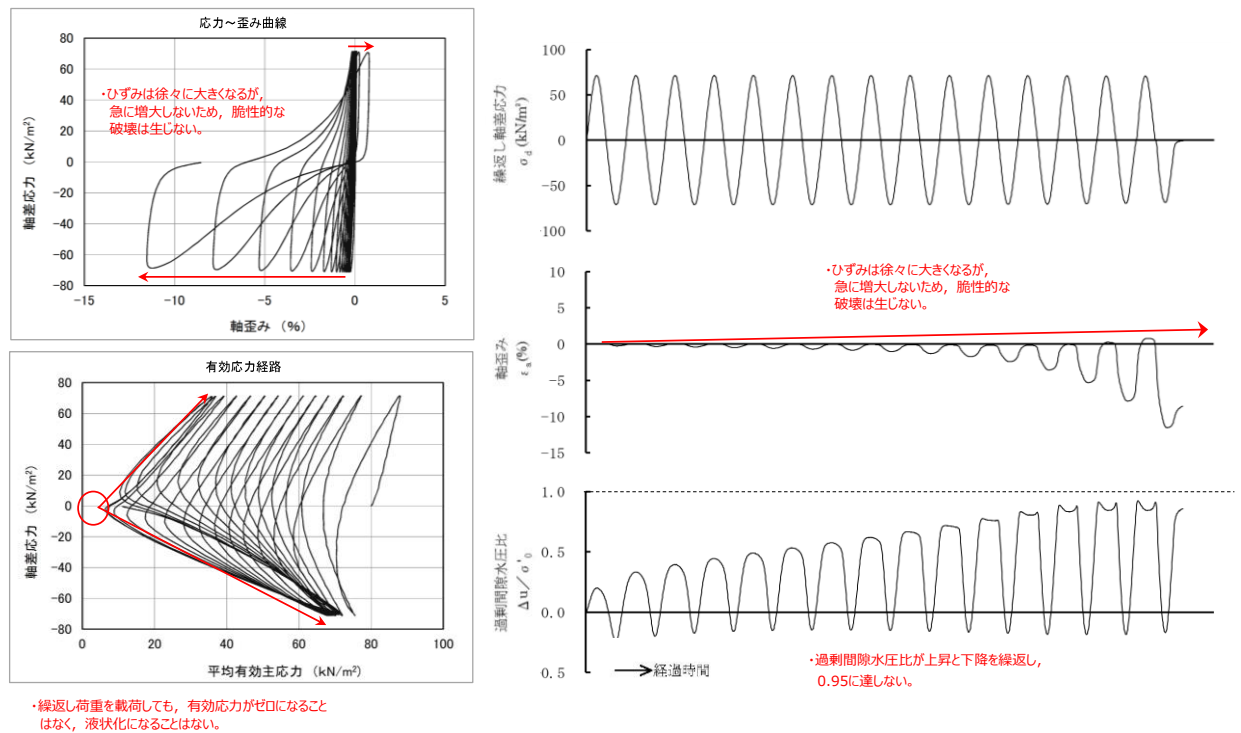 応力～歪み曲線
80
60
40
20
0
-20
-40
-60
-80
軸差応力 (kN/m²)
・ひずみは徐々に大きくなるが,
急に増大しないため, 脆性的な
破壊は生じない。
-15
-10
-5
0
5
軸歪み (%)
有効応力経路
80
60
40
20
0
-20
-40
-60
-80
軸差応力 (kN/m²)
0
20
40
60
80
100
平均有効主応力 (kN/m²)
・繰返し荷重を載荷しても, 有効応力がゼロになること
はなく, 液状化になることはない。
100
50
0
-50
100
繰返し軸差応力
σd (kN/m²)
・ひずみは徐々に大きくなるが,
急に増大しないため, 脆性的な
破壊は生じない。
10
5
0
-5
-10
-15
軸歪み
εa(%)
1.0
0.5
0.0
0.5
過剰間隙水圧比
Δu/σ'0
経過時間
・過剰間隙水圧比が上昇と下降を繰返し,
0.95に達しない。